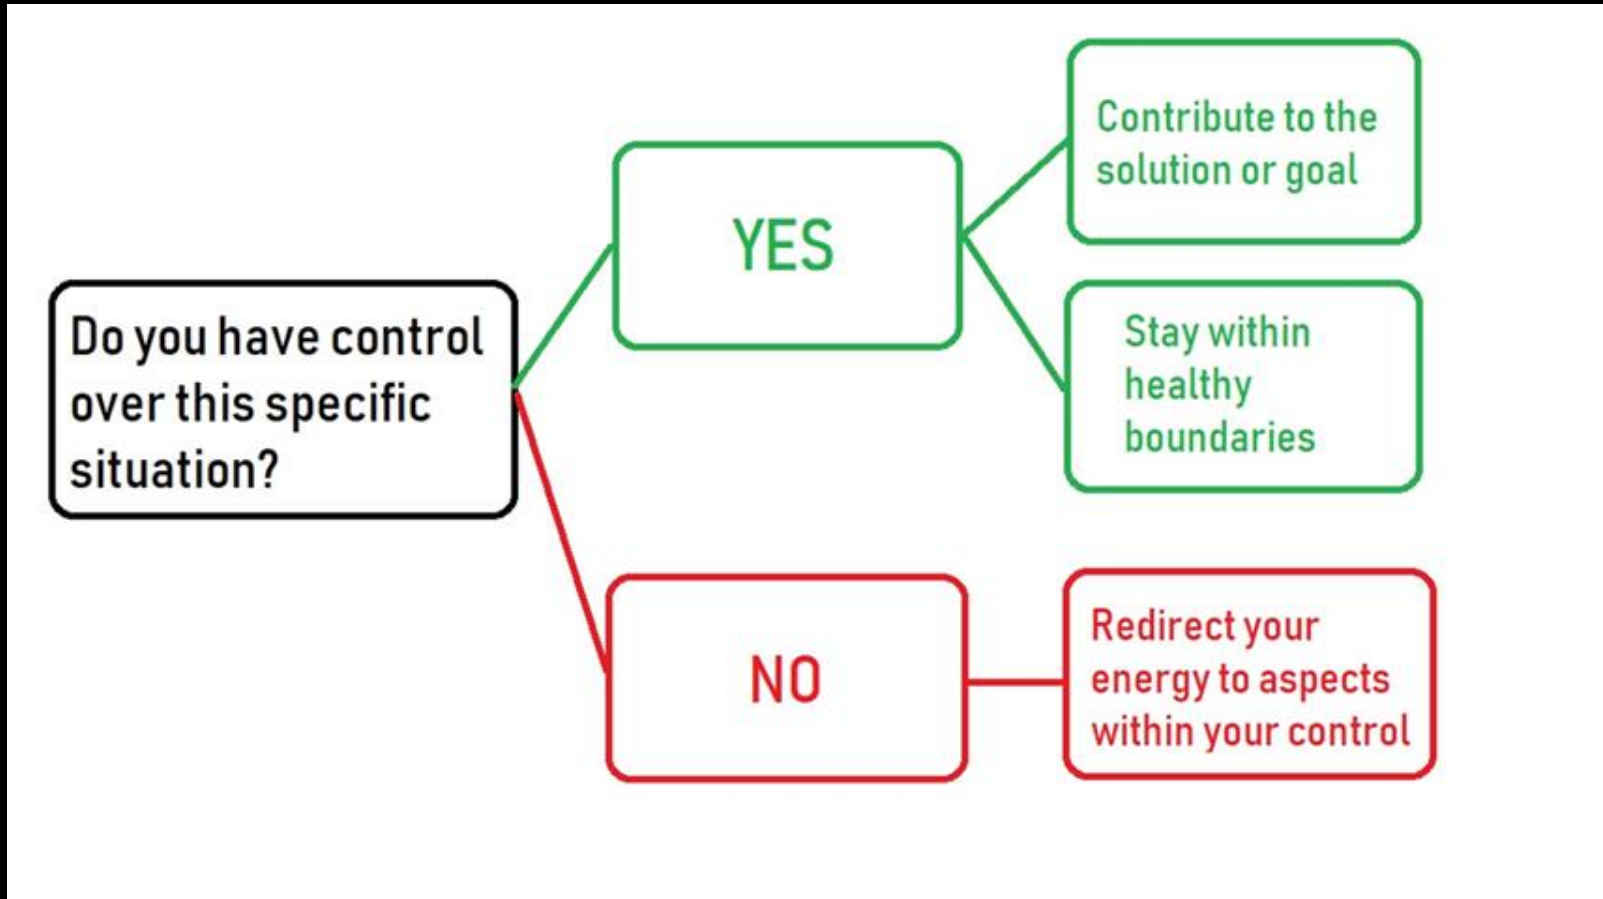 Do you have control
over this specific
situation?
YES
Contribute to the
solution or goal
Stay within
healthy
boundaries
NO
Redirect your
energy to aspects
within your control